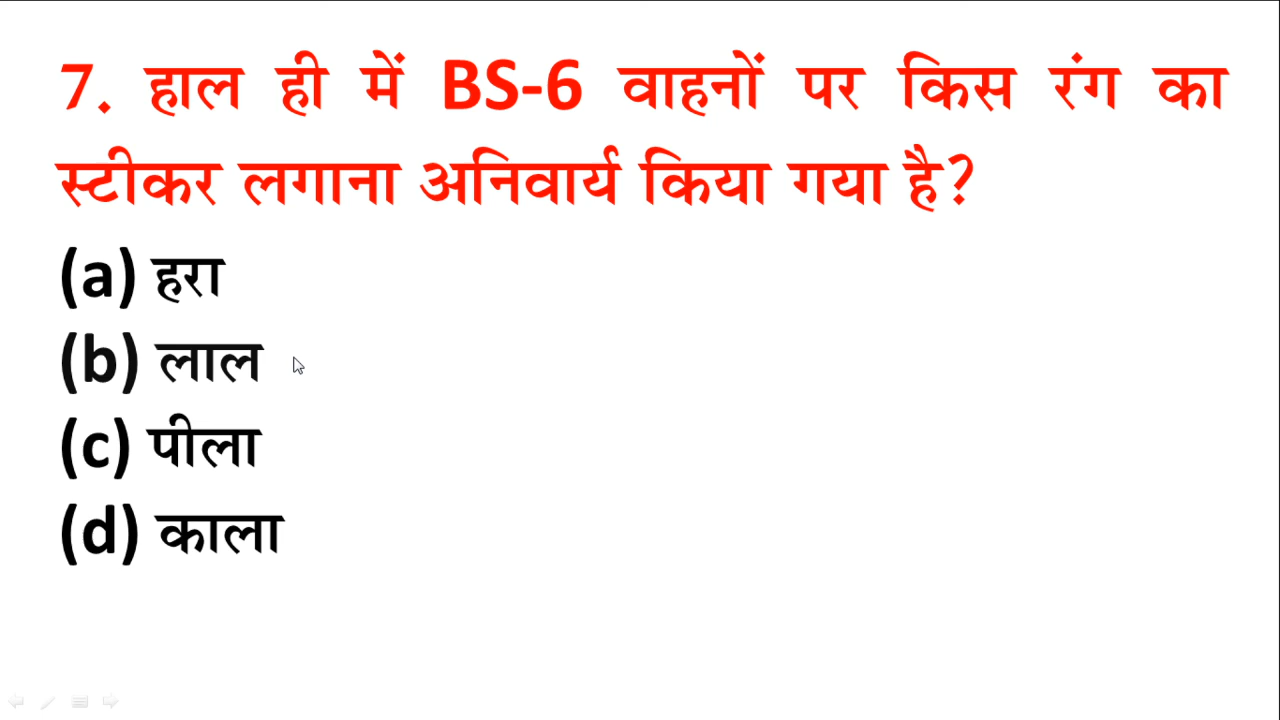 7. हाल ही में BS-6 वाहनों पर किस रंग का
स्टीकर लगाना अनिवार्य किया गया है?
(a) हरा
(b) लाल
(c) पीला
(d) काला